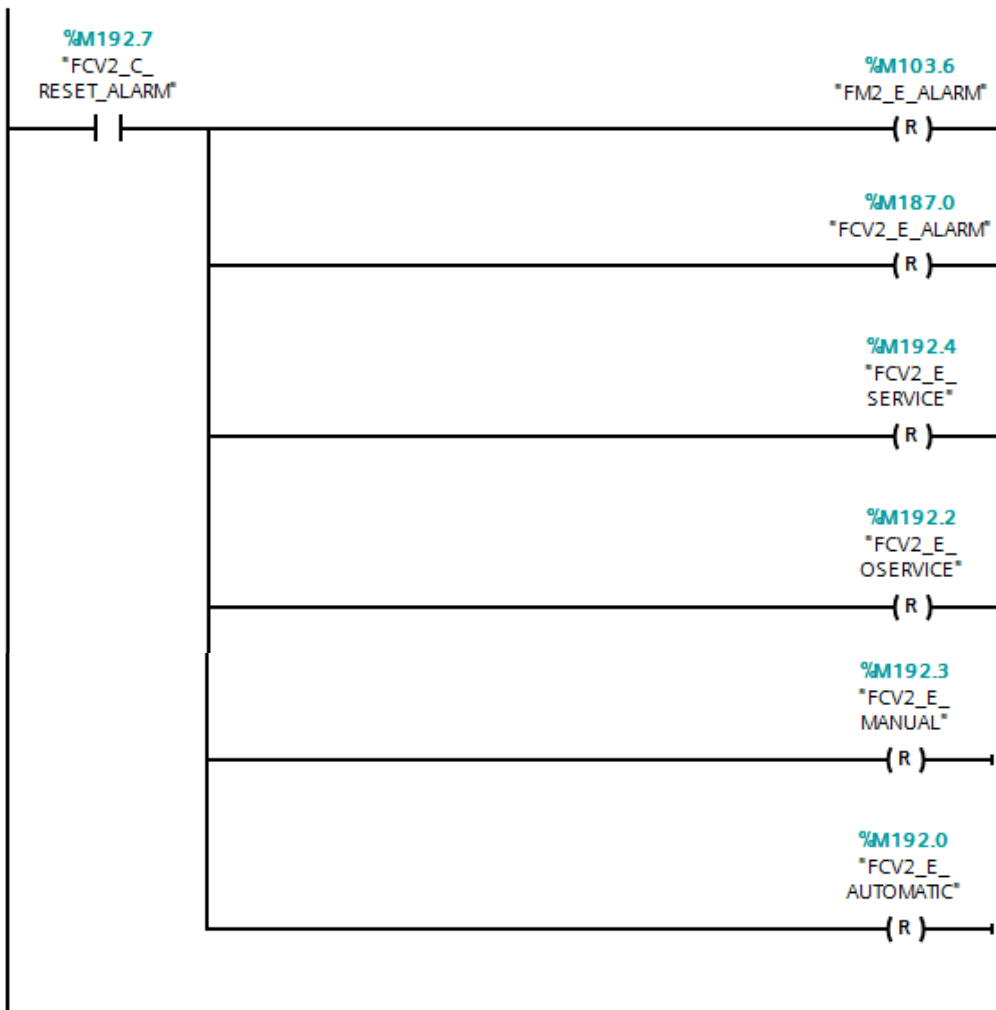 %M192.7
"FCV2_C_
RESET_ALARM"
%M103.6
"FM2_E_ALARM"
( R )
%M187.0
"FCV2_E_ALARM"
( R )
%M192.4
"FCV2_E_
SERVICE"
( R )
%M192.2
"FCV2_E_
OSERVICE"
( R )
%M192.3
"FCV2_E_
MANUAL"
( R )
%M192.0
"FCV2_E_
AUTOMATIC"
( R )